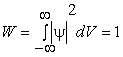 W = ∫_{-∞}^{∞} |ψ|² dV = 1